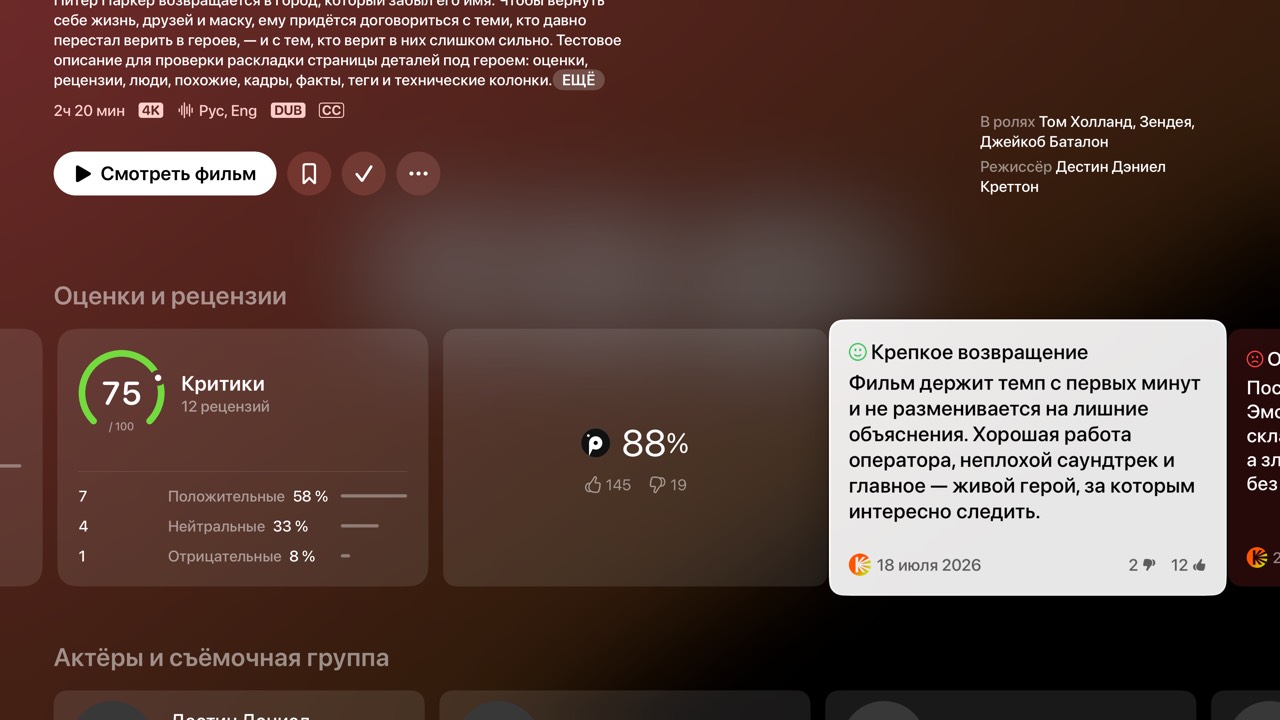 Питер Паркер возвращается в город, который забыл его имя. Чтобы вернуть
себе жизнь, друзей и маску, ему придётся договориться с теми, кто давно
перестал верить в героев, — и с тем, кто верит в них слишком сильно. Тестовое
описание для проверки раскладки страницы деталей под героем: оценки,
рецензии, люди, похожие, кадры, факты, теги и технические колонки. ЕЩЁ
2ч 20 мин 4K Рус, Eng DUB CC
В ролях Том Холланд, Зендея,
Джейкоб Баталон
Режиссёр Дестин Дэниел
Креттон
Смотреть фильм
Оценки и рецензии
75
/ 100
Критики
12 рецензий
7 Положительные 58 %
4 Нейтральные 33 %
1 Отрицательные 8 %
88%
145 19
Крепкое возвращение
Фильм держит темп с первых минут
и не разменивается на лишние
объяснения. Хорошая работа
оператора, неплохой саундтрек и
главное — живой герой, за которым
интересно следить.
18 июля 2026 2 12
Актёры и съёмочная группа
Дестин Дэниел